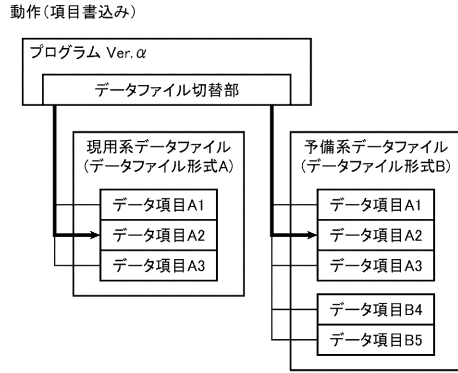 動作(項目書込み)
プログラム Ver.α
データファイル切替部
現用系データファイル
(データファイル形式A)
データ項目A1
データ項目A2
データ項目A3
予備系データファイル
(データファイル形式B)
データ項目A1
データ項目A2
データ項目A3
データ項目B4
データ項目B5